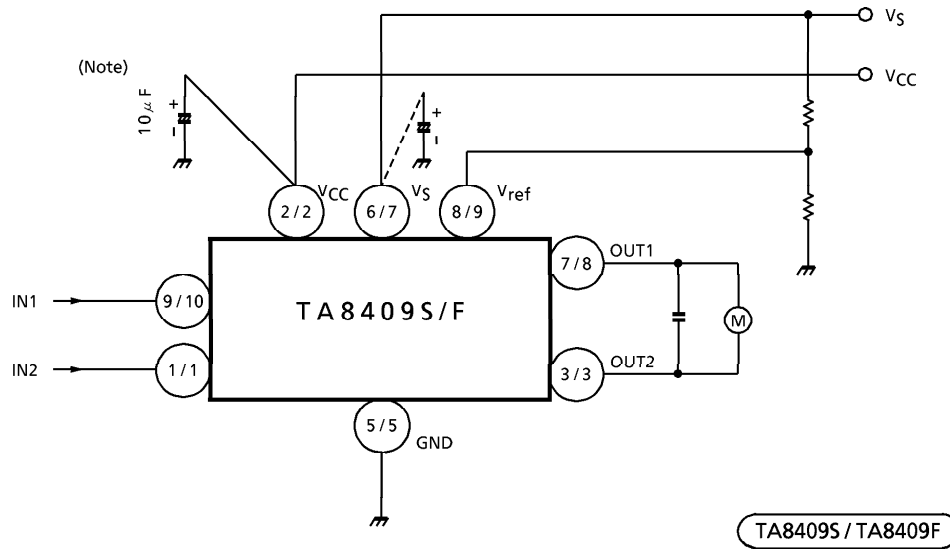 VS
VCC
(Note)
10μF
+
-
+
-
VCC
VS
Vref
2/2
6/7
8/9
7/8
OUT1
IN1
9/10
TA8409S/F
M
IN2
1/1
3/3
OUT2
5/5
GND
TA8409S / TA8409F